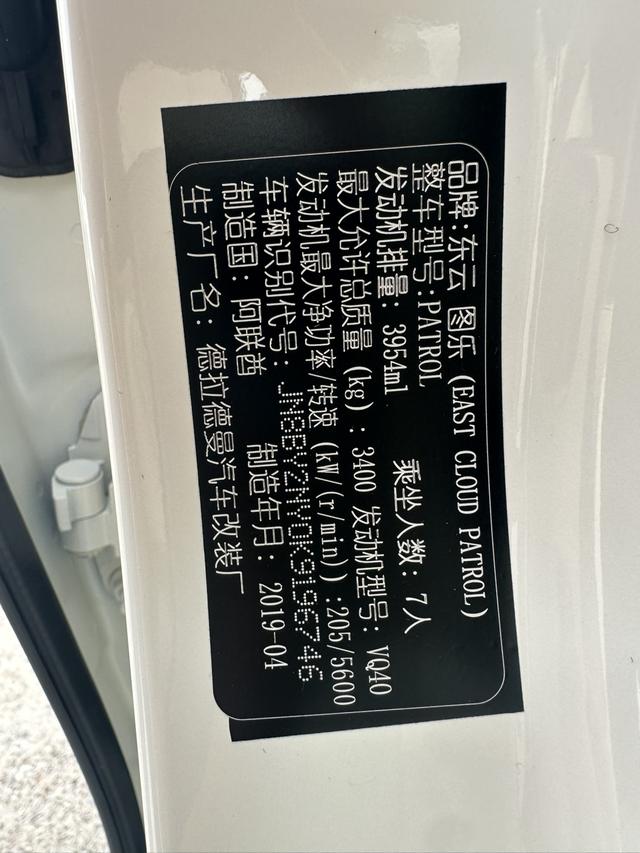 品牌:东云 图乐 (EAST CLOUD PATROL)
整车型号:PATROL 乘坐人数: 7人
发动机排量: 3954ml
最大允许总质量 (kg): 3400 发动机型号: VQ40
发动机最大净功率/转速 (kW/(r/min)):205/5600
车辆识别代号: JN8BY2NY0K9196746
制造国: 阿联酋 制造年月: 2019-04
生产厂名: 德拉德曼汽车改装厂